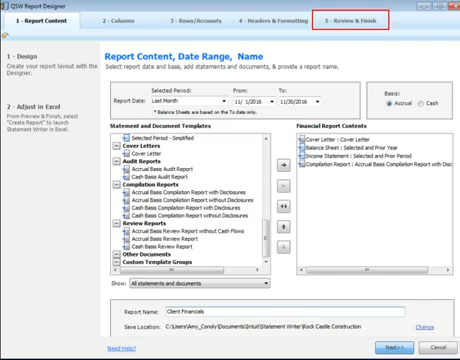 QSW Report Designer
1 - Report Content
2 - Columns
3 - Rows/Accounts
4 - Headers & Formatting
5 - Review & Finish
1 - Design
Create your report layout with the Designer.
2 - Adjust in Excel
From Preview & Finish, select "Create Report" to launch Statement Writer in Excel.
Report Content, Date Range, Name
Select report date and base, add statements and documents, & provide a report name.
Selected Period:
From:
To:
Report Date:
Last Month
11/ 1/2016
11/30/2016
* Balance Sheets are based on the To date only.
Basis:
Accrual
Cash
Statement and Document Templates
Selected Period - Simplified
Cover Letters
Cover Letter
Audit Reports
Accrual Basis Audit Report
Cash Basis Audit Report
Compilation Reports
Accrual Basis Compilation Report with Disclosures
Accrual Basis Compilation Report without Disclosures
Cash Basis Compilation Report with Disclosures
Cash Basis Compilation Report without Disclosures
Review Reports
Accrual Basis Review Report without Cash Flows
Accrual Basis Review Report
Cash Basis Review Report
Other Documents
Custom Template Groups
Financial Report Contents:
Cover Letter : Cover Letter
Balance Sheet : Selected and Prior Year
Income Statement : Selected and Prior Period
Compilation Report : Accrual Basis Compilation Report with Disc
Show:
All statements and documents
Report Name:
Client Financials
Save Location:
C:\Users\Amy_Conoly\Documents\Intuit\Statement Writer\Rock Castle Construction
Change
Need Help?
Next>>
Cancel